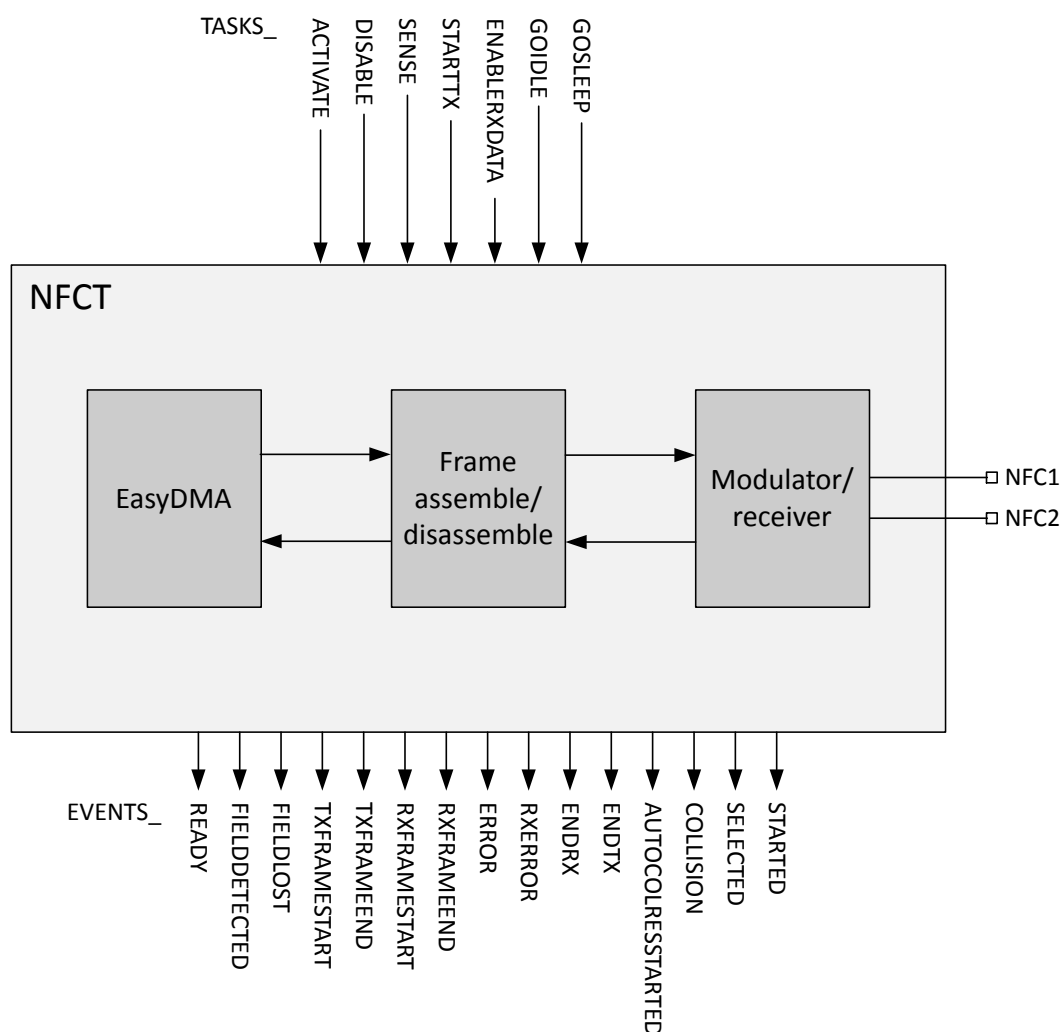 TASKS_
ACTIVATE
DISABLE
SENSE
STARTTX
ENABLERXDATA
GOIDLE
GOSLEEP
NFCT
EasyDMA
Frame
assemble/
disassemble
Modulator/
receiver
NFC1
NFC2
EVENTS_
READY
FIELDDETECTED
FIELDLOST
TXFRAMESTART
TXFRAMEEND
RXFRAMESTART
RXFRAMEEND
ERROR
RXERROR
ENDRX
ENDTX
AUTOCOLRESSTARTED
COLLISION
SELECTED
STARTED